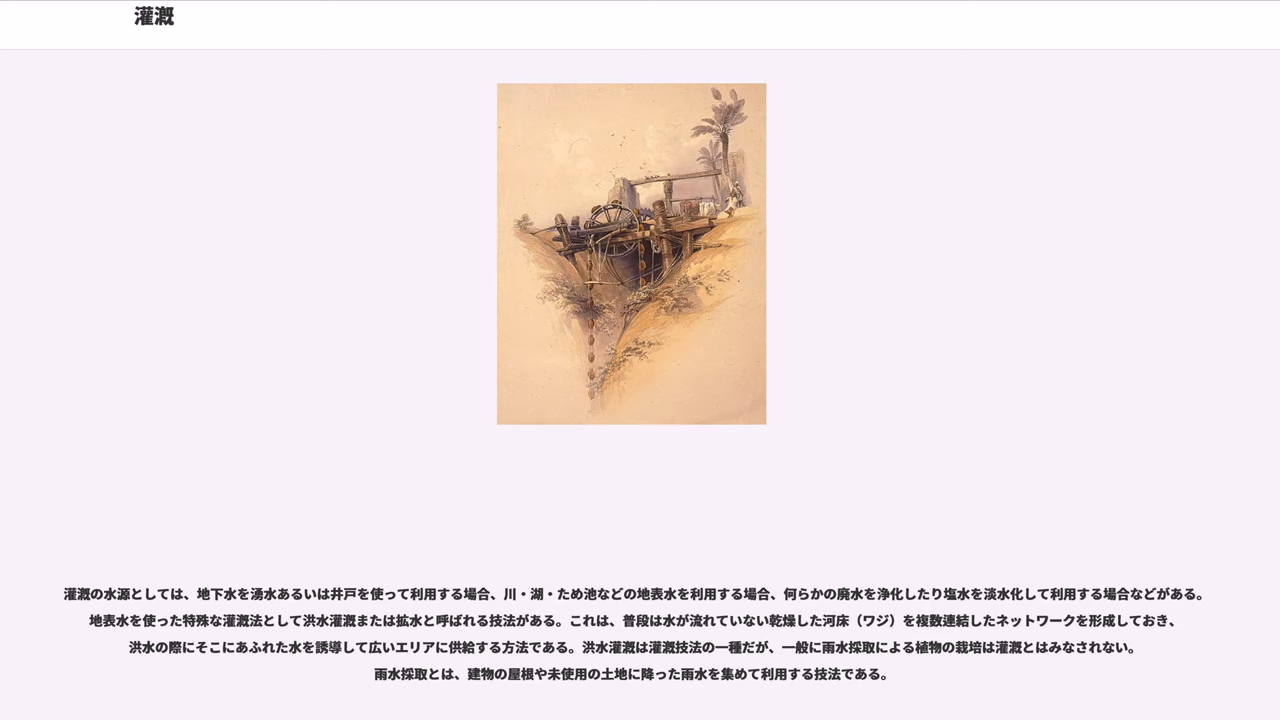 灌漑
灌漑の水源としては、地下水を湧水あるいは井戸を使って利用する場合、川・湖・ため池などの地表水を利用する場合、何らかの廃水を浄化したり塩水を淡水化して利用する場合などがある。
地表水を使った特殊な灌漑法として洪水灌漑または拡水と呼ばれる技法がある。これは、普段は水が流れていない乾燥した河床（ワジ）を複数連結したネットワークを形成しておき、
洪水の際にそこにあふれた水を誘導して広いエリアに供給する方法である。洪水灌漑は灌漑技法の一種だが、一般に雨水採取による植物の栽培は灌漑とはみなされない。
雨水採取とは、建物の屋根や未使用の土地に降った雨水を集めて利用する技法である。